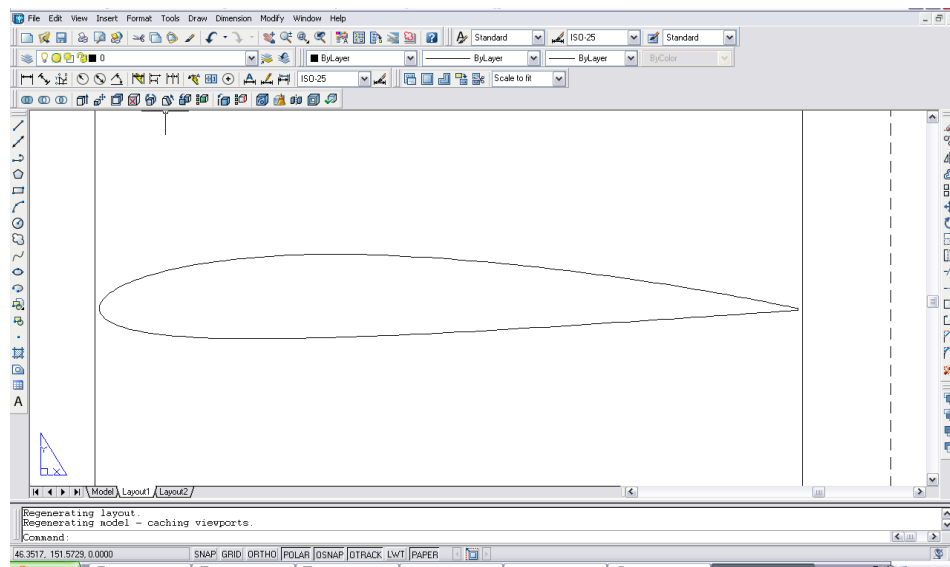 File Edit View Insert Format Tools Draw Dimension Modify Window Help
Standard ISO-25 Standard
0 ByLayer ByLayer ByLayer ByColor
ISO-25 Scale to fit
A
Y
X
Model Layout1 Layout2
Regenerating layout.
Regenerating model - caching viewports.
Command:
46.3517, 151.5729, 0.0000 SNAP GRID ORTHO POLAR OSNAP OTRACK LWT PAPER